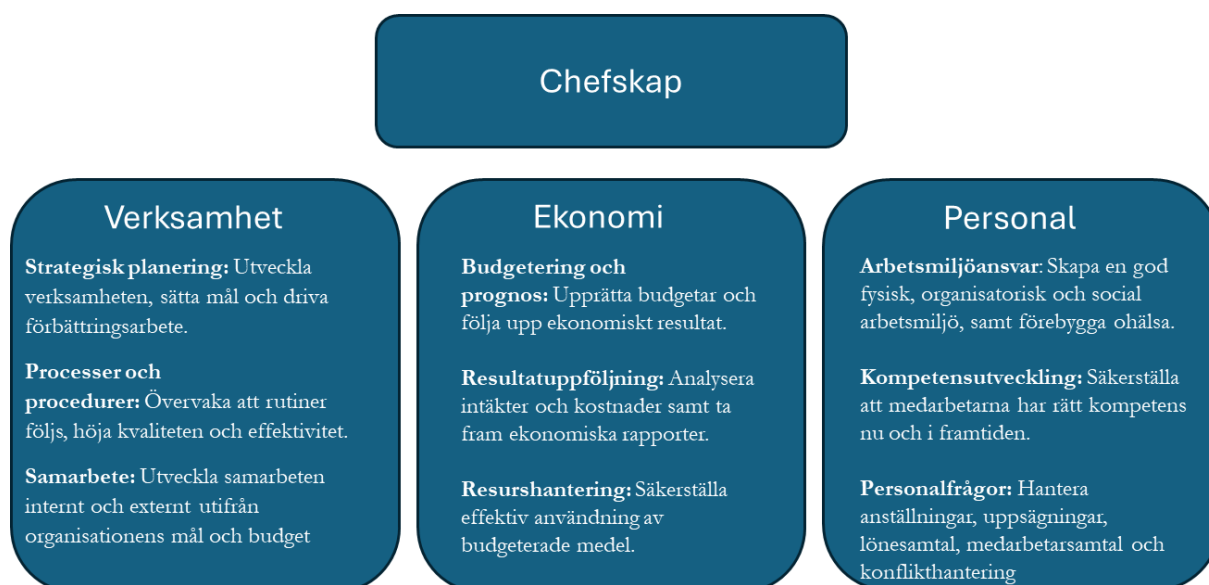 Chefskap
Verksamhet
Strategisk planering: Utveckla
verksamheten, sätta mål och driva
förbättringsarbete.
Processer och
procedurer: Övervaka att rutiner
följs, höja kvaliteten och effektivitet.
Samarbete: Utveckla samarbeten
internt och externt utifrån
organisationens mål och budget
Ekonomi
Budgetering och
prognos: Upprätta budgetar och
följa upp ekonomiskt resultat.
Resultatuppföljning: Analysera
intäkter och kostnader samt ta
fram ekonomiska rapporter.
Resurshantering: Säkerställa
effektiv användning av
budgeterade medel.
Personal
Arbetsmiljöansvar: Skapa en god
fysisk, organisatorisk och social
arbetsmiljö, samt förebygga ohälsa.
Kompetensutveckling: Säkerställa
att medarbetarna har rätt kompetens
nu och i framtiden.
Personalfrågor: Hantera
anställningar, uppsägningar,
lönesamtal, medarbetarsamtal och
konflikthantering